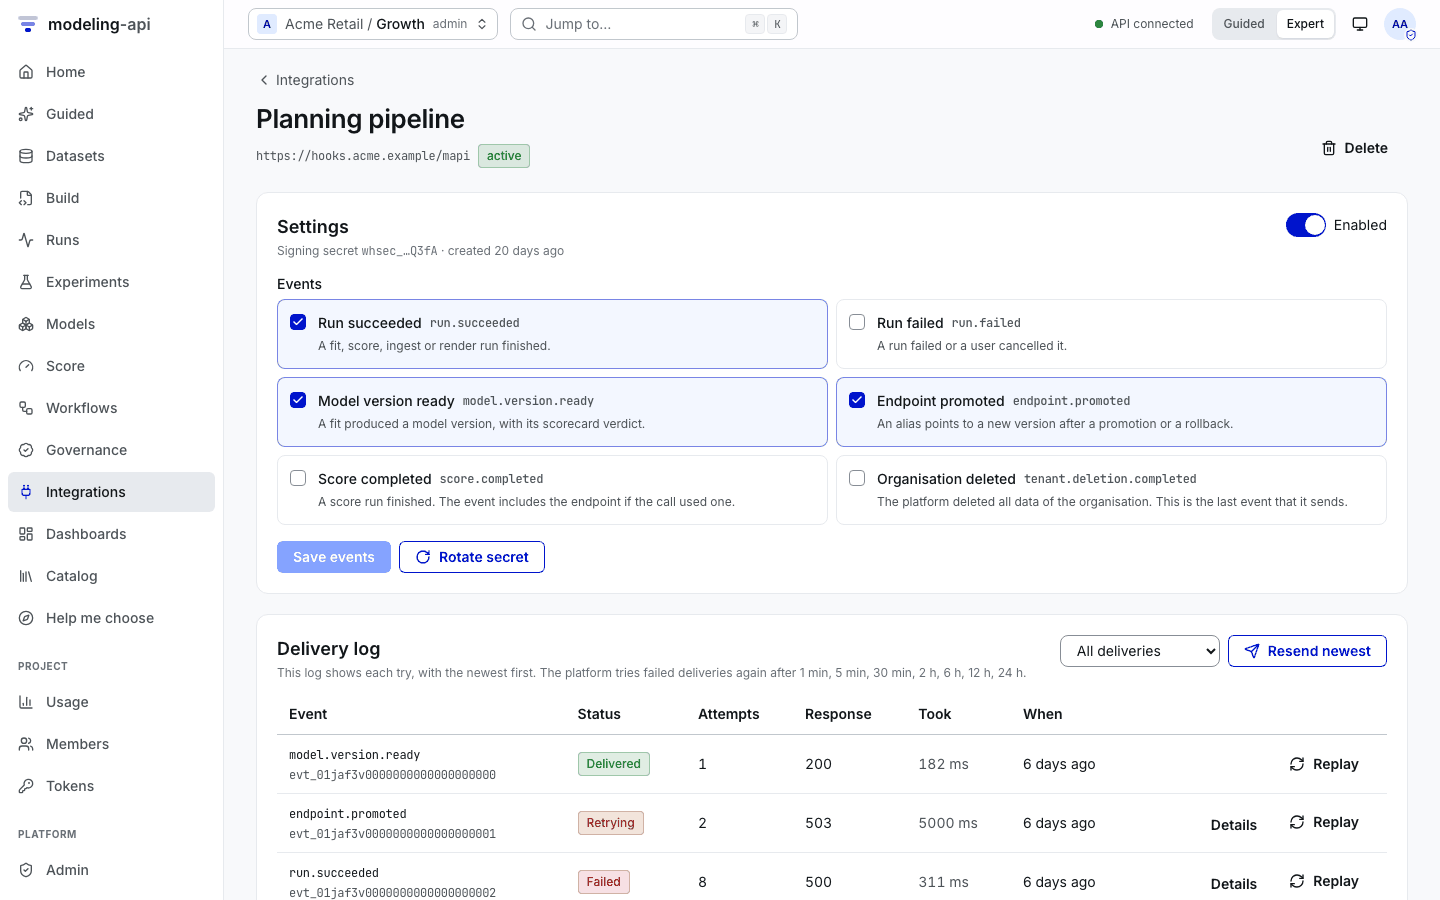 modeling-api
A Acme Retail / Growth admin
Jump to... ⌘ K
API connected
Guided Expert
AA
Home
Guided
Datasets
Build
Runs
Experiments
Models
Score
Workflows
Governance
Integrations
Dashboards
Catalog
Help me choose
PROJECT
Usage
Members
Tokens
PLATFORM
Admin
Integrations
Planning pipeline
https://hooks.acme.example/mapi active
Delete
Settings
Enabled
Signing secret whsec_…Q3fA · created 20 days ago
Events
Run succeeded run.succeeded
A fit, score, ingest or render run finished.
Run failed run.failed
A run failed or a user cancelled it.
Model version ready model.version.ready
A fit produced a model version, with its scorecard verdict.
Endpoint promoted endpoint.promoted
An alias points to a new version after a promotion or a rollback.
Score completed score.completed
A score run finished. The event includes the endpoint if the call used one.
Organisation deleted tenant.deletion.completed
The platform deleted all data of the organisation. This is the last event that it sends.
Save events Rotate secret
Delivery log
This log shows each try, with the newest first. The platform tries failed deliveries again after 1 min, 5 min, 30 min, 2 h, 6 h, 12 h, 24 h.
All deliveries Resend newest
Event Status Attempts Response Took When
model.version.ready
evt_01jaf3v0000000000000000000
Delivered 1 200 182 ms 6 days ago Replay
endpoint.promoted
evt_01jaf3v0000000000000000001
Retrying 2 503 5000 ms 6 days ago Details Replay
run.succeeded
evt_01jaf3v0000000000000000002
Failed 8 500 311 ms 6 days ago Details Replay